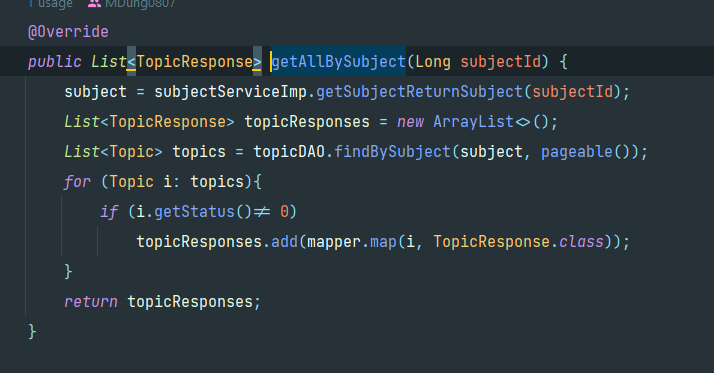 1 usage MDung0807
@Override
public List<TopicResponse> getAllBySubject(Long subjectId) {
subject = subjectServiceImp.getSubjectReturnSubject(subjectId);
List<TopicResponse> topicResponses = new ArrayList<>();
List<Topic> topics = topicDAO.findBySubject(subject, pageable());
for (Topic i: topics){
if (i.getStatus()≠ 0)
topicResponses.add(mapper.map(i, TopicResponse.class));
}
return topicResponses;
}